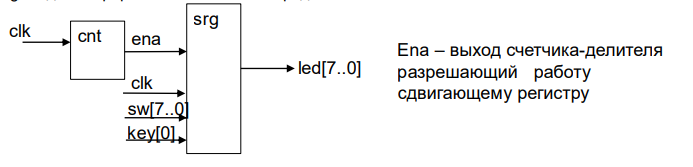 clk
cnt
ena
srg
clk
sw[7..0]
key[0]
led[7..0]
Ena – выход счетчика-делителя
разрешающий работу
сдвигающему регистру